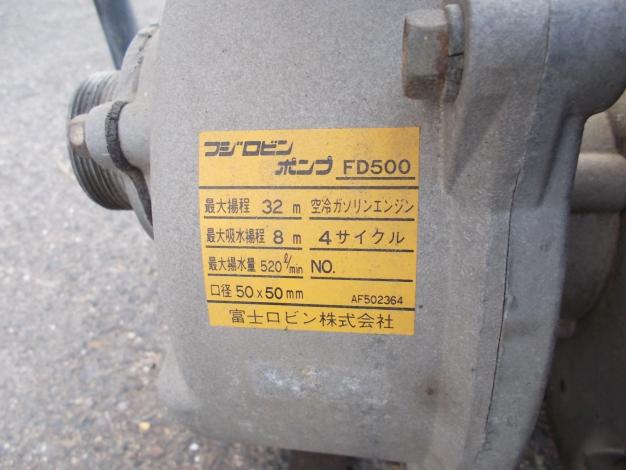 フジロビン
ポンプ FD500
最大揚程 32 m 空冷ガソリンエンジン
最大吸水揚程 8 m 4サイクル
最大揚水量 520 ℓ/min NO.
口径 50×50mm AF502364
富士ロビン株式会社